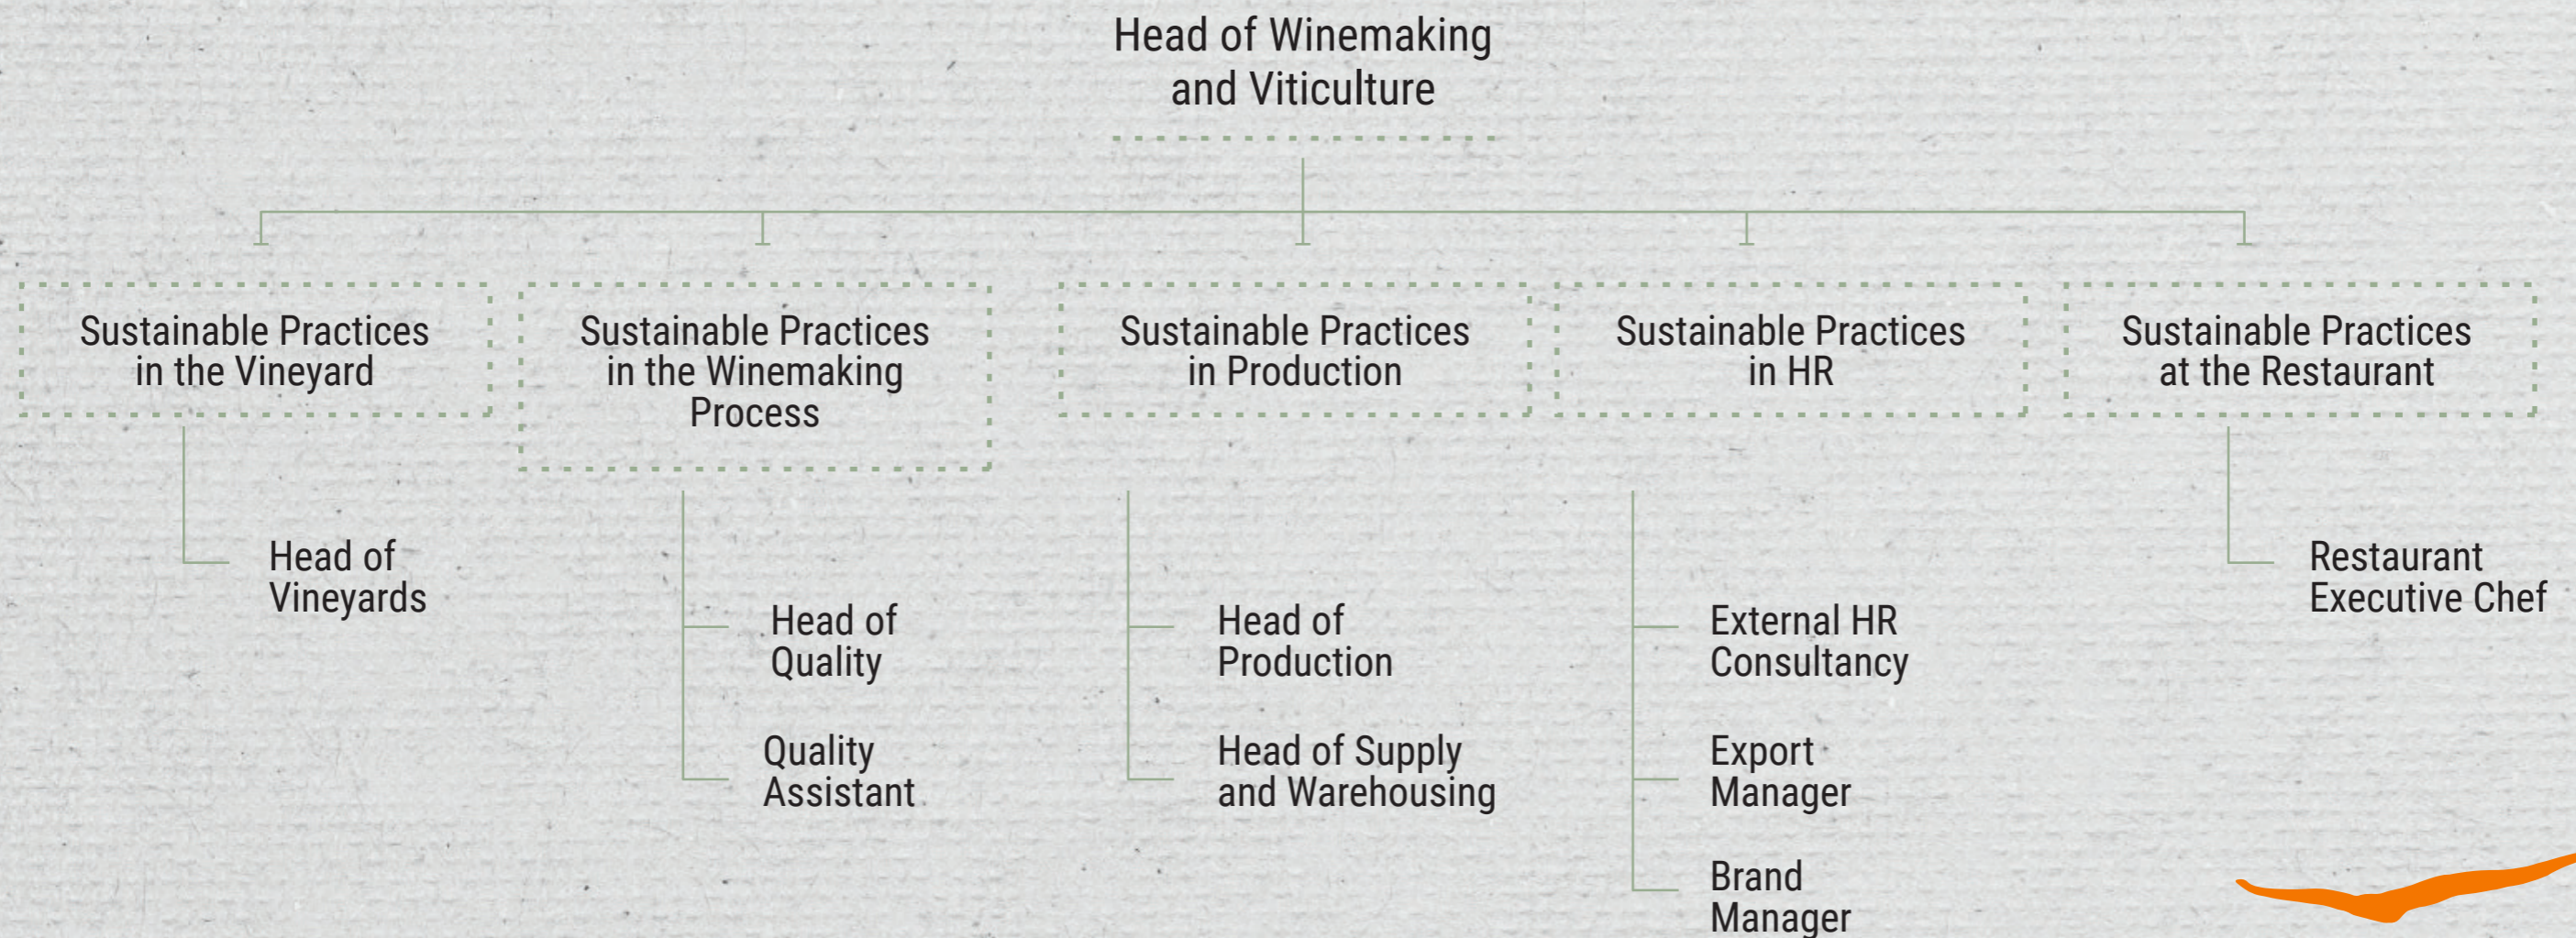 Head of Winemaking
and Viticulture
Sustainable Practices
in the Vineyard
Head of
Vineyards
Sustainable Practices
in the Winemaking
Process
Head of
Quality
Quality
Assistant
Sustainable Practices
in Production
Head of
Production
Head of Supply
and Warehousing
Sustainable Practices
in HR
External HR
Consultancy
Export
Manager
Brand
Manager
Sustainable Practices
at the Restaurant
Restaurant
Executive Chef